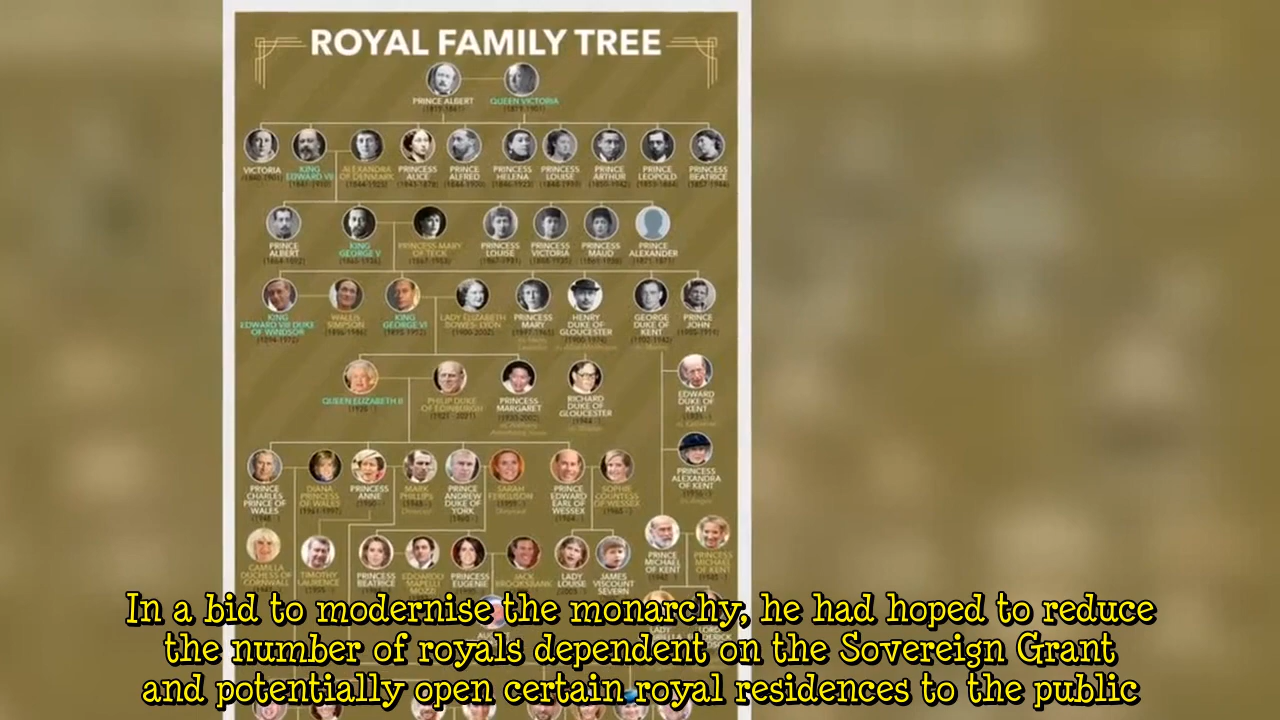 ROYAL FAMILY TREE
PRINCE ALBERT QUEEN VICTORIA
VICTORIA KING EDWARD VII ALEXANDRA OF DENMARK PRINCESS ALICE PRINCE ALFRED PRINCESS HELENA PRINCESS LOUISE PRINCE ARTHUR PRINCE LEOPOLD PRINCESS BEATRICE
PRINCE ALBERT KING GEORGE V PRINCESS MARY OF TECK PRINCESS LOUISE PRINCESS VICTORIA PRINCESS MAUD PRINCE ALEXANDER
KING EDWARD VIII DUKE OF WINDSOR WALLIS SIMPSON KING GEORGE VI LADY ELIZABETH BOWES-LYON PRINCESS MARY HENRY DUKE OF GLOUCESTER GEORGE DUKE OF KENT PRINCE JOHN
QUEEN ELIZABETH II PHILIP DUKE OF EDINBURGH PRINCESS MARGARET RICHARD DUKE OF GLOUCESTER EDWARD DUKE OF KENT
PRINCESS ALEXANDRA OF KENT
PRINCE CHARLES PRINCE OF WALES DIANA PRINCESS OF WALES PRINCESS ANNE MARK PHILLIPS PRINCE ANDREW DUKE OF YORK SARAH FERGUSON PRINCE EDWARD EARL OF WESSEX SOPHIE COUNTESS OF WESSEX
PRINCE MICHAEL OF KENT PRINCESS MICHAEL OF KENT
CAMILLA DUCHESS OF CORNWALL TIMOTHY LAURENCE PRINCESS BEATRICE EDOARDO MAPELLI MOZZI PRINCESS EUGENIE JACK BROOKSBANK LADY LOUISE JAMES VISCOUNT SEVERN
In a bid to modernise the monarchy, he had hoped to reduce
the number of royals dependent on the Sovereign Grant
and potentially open certain royal residences to the public